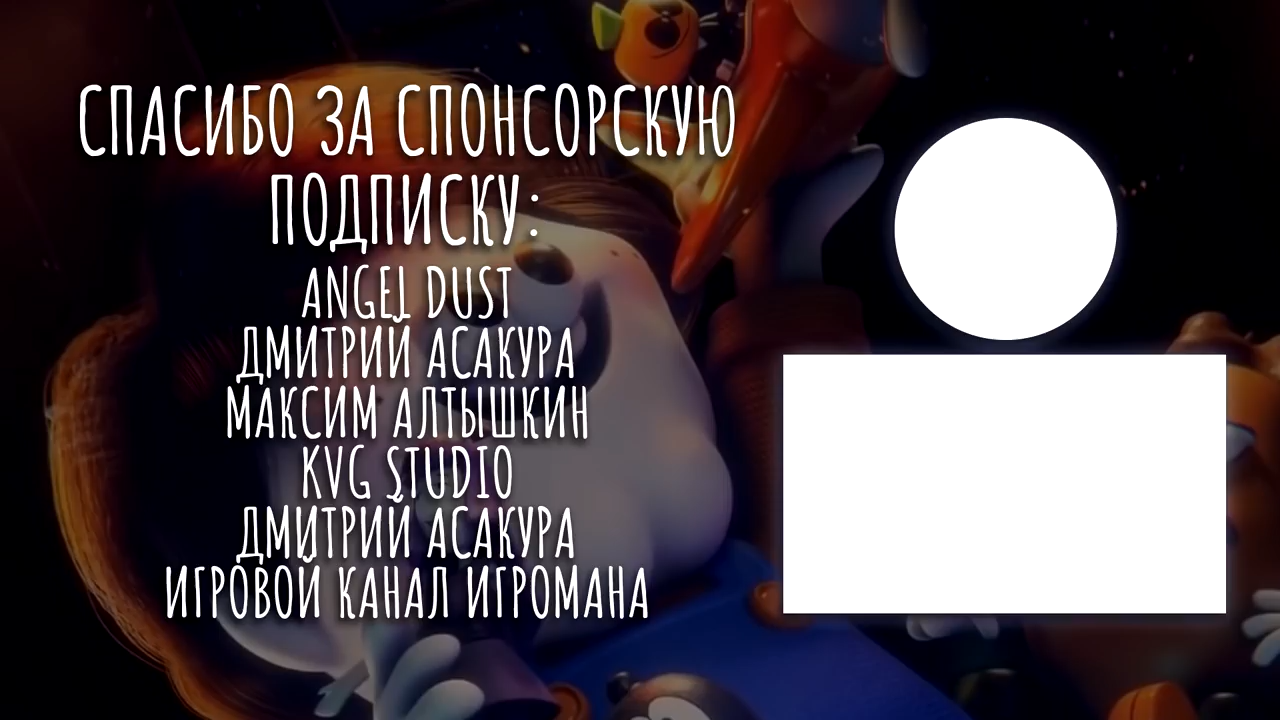 СПАСИБО ЗА СПОНСОРСКУЮ
ПОДПИСКУ:
ANGEL DUST
ДМИТРИЙ АСАКУРА
МАКСИМ АЛТЫШКИН
KVG STUDIO
ДМИТРИЙ АСАКУРА
ИГРОВОЙ КАНАЛ ИГРОМАНА